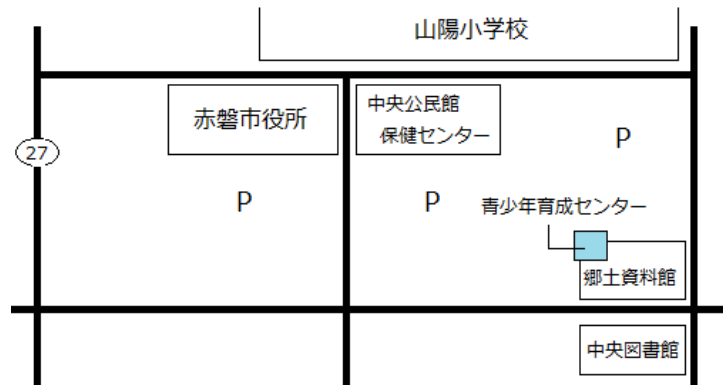 山陽小学校
赤磐市役所
中央公民館
保健センター
P
27
P
P
青少年育成センター
郷土資料館
中央図書館